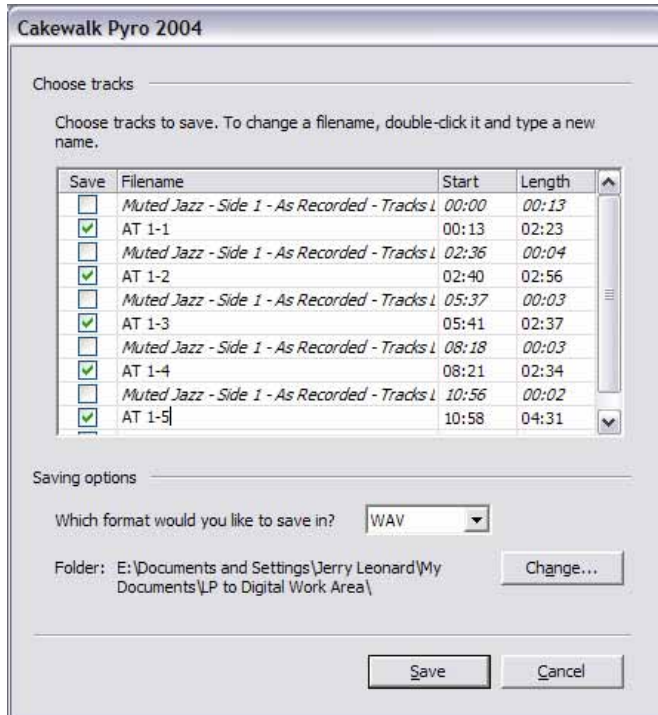 Cakewalk Pyro 2004
Choose tracks
Choose tracks to save. To change a filename, double-click it and type a new
name.
Save Filename Start Length
Muted Jazz - Side 1 - As Recorded - Tracks L 00:00 00:13
AT 1-1 00:13 02:23
Muted Jazz - Side 1 - As Recorded - Tracks L 02:36 00:04
AT 1-2 02:40 02:56
Muted Jazz - Side 1 - As Recorded - Tracks L 05:37 00:03
AT 1-3 05:41 02:37
Muted Jazz - Side 1 - As Recorded - Tracks L 08:18 00:03
AT 1-4 08:21 02:34
Muted Jazz - Side 1 - As Recorded - Tracks L 10:56 00:02
AT 1-5 10:58 04:31
Saving options
Which format would you like to save in? WAV
Folder: E:\Documents and Settings\Jerry Leonard\My
Documents\LP to Digital Work Area\
Change...
Save Cancel